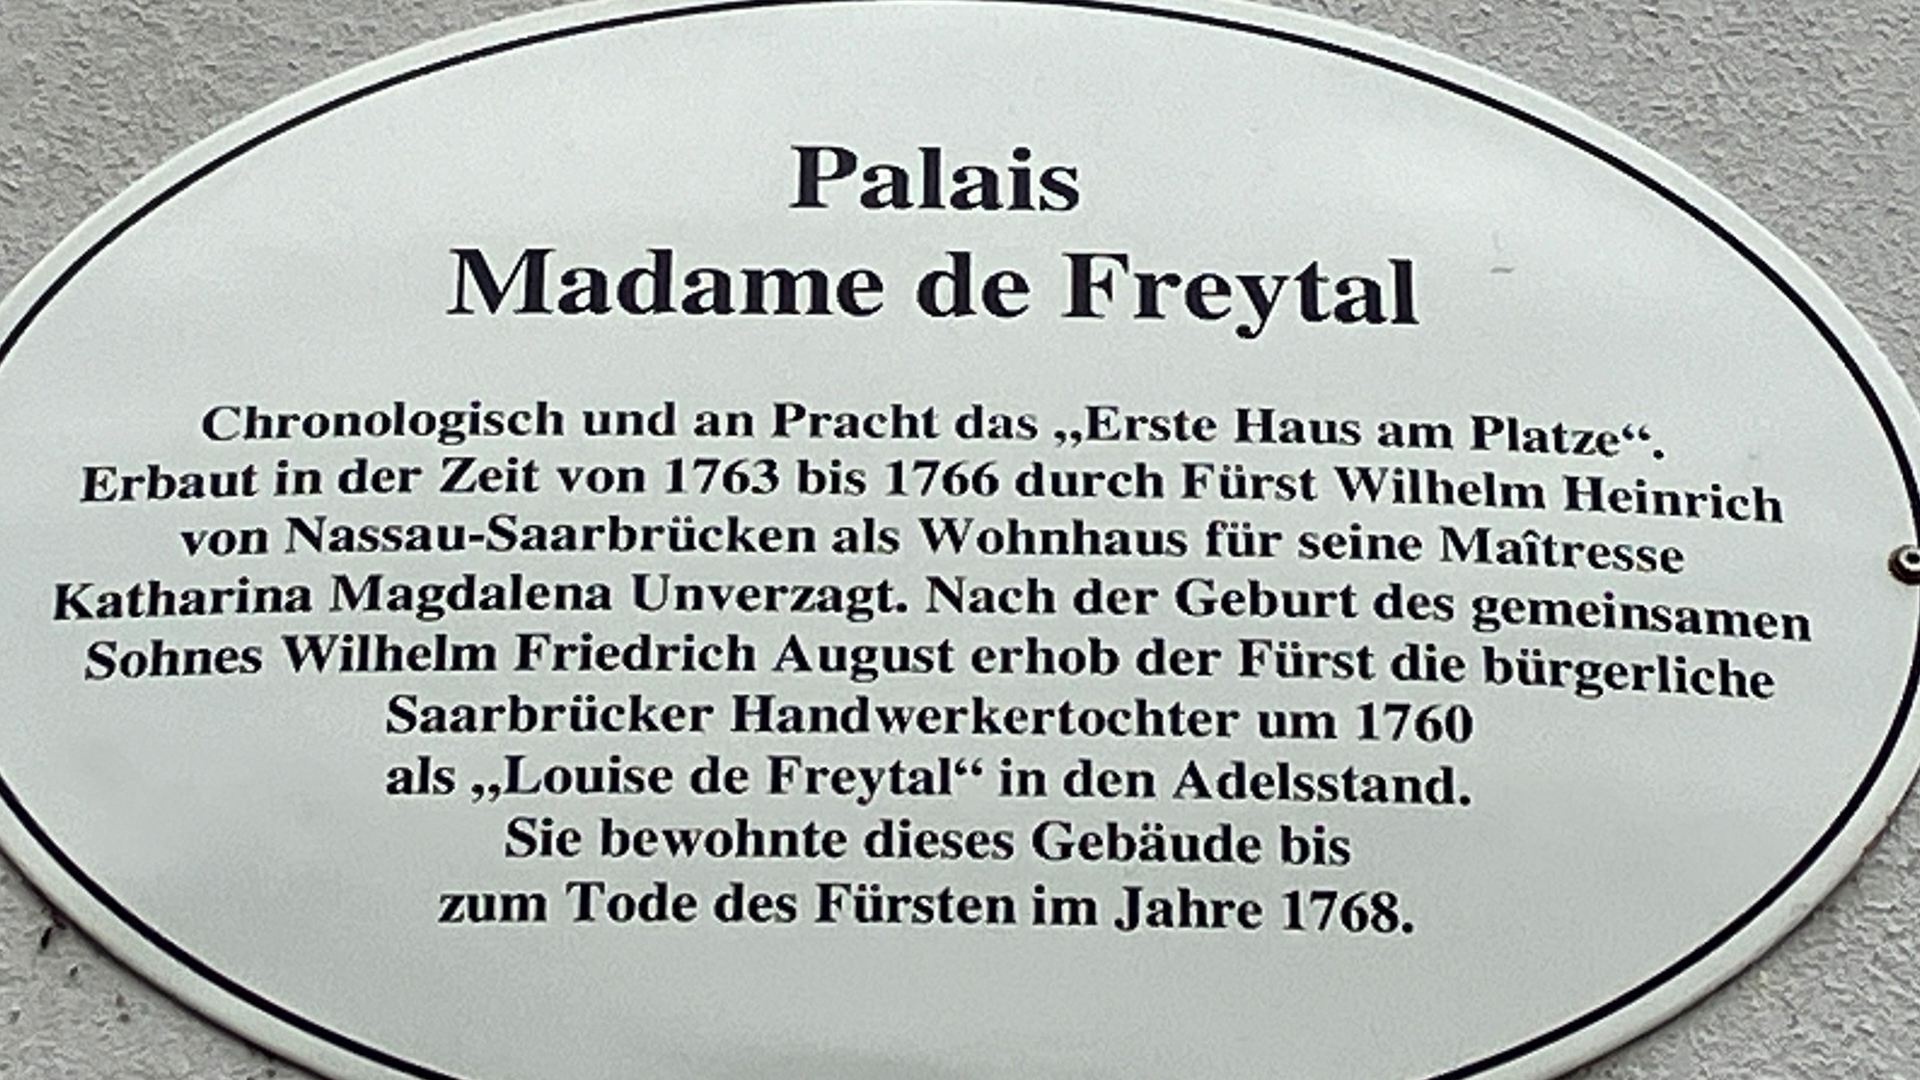 Palais
Madame de Freytal
Chronologisch und an Pracht das „Erste Haus am Platze“.
Erbaut in der Zeit von 1763 bis 1766 durch Fürst Wilhelm Heinrich
von Nassau-Saarbrücken als Wohnhaus für seine Maîtresse
Katharina Magdalena Unverzagt. Nach der Geburt des gemeinsamen
Sohnes Wilhelm Friedrich August erhob der Fürst die bürgerliche
Saarbrücker Handwerkertochter um 1760
als „Louise de Freytal“ in den Adelsstand.
Sie bewohnte dieses Gebäude bis
zum Tode des Fürsten im Jahre 1768.